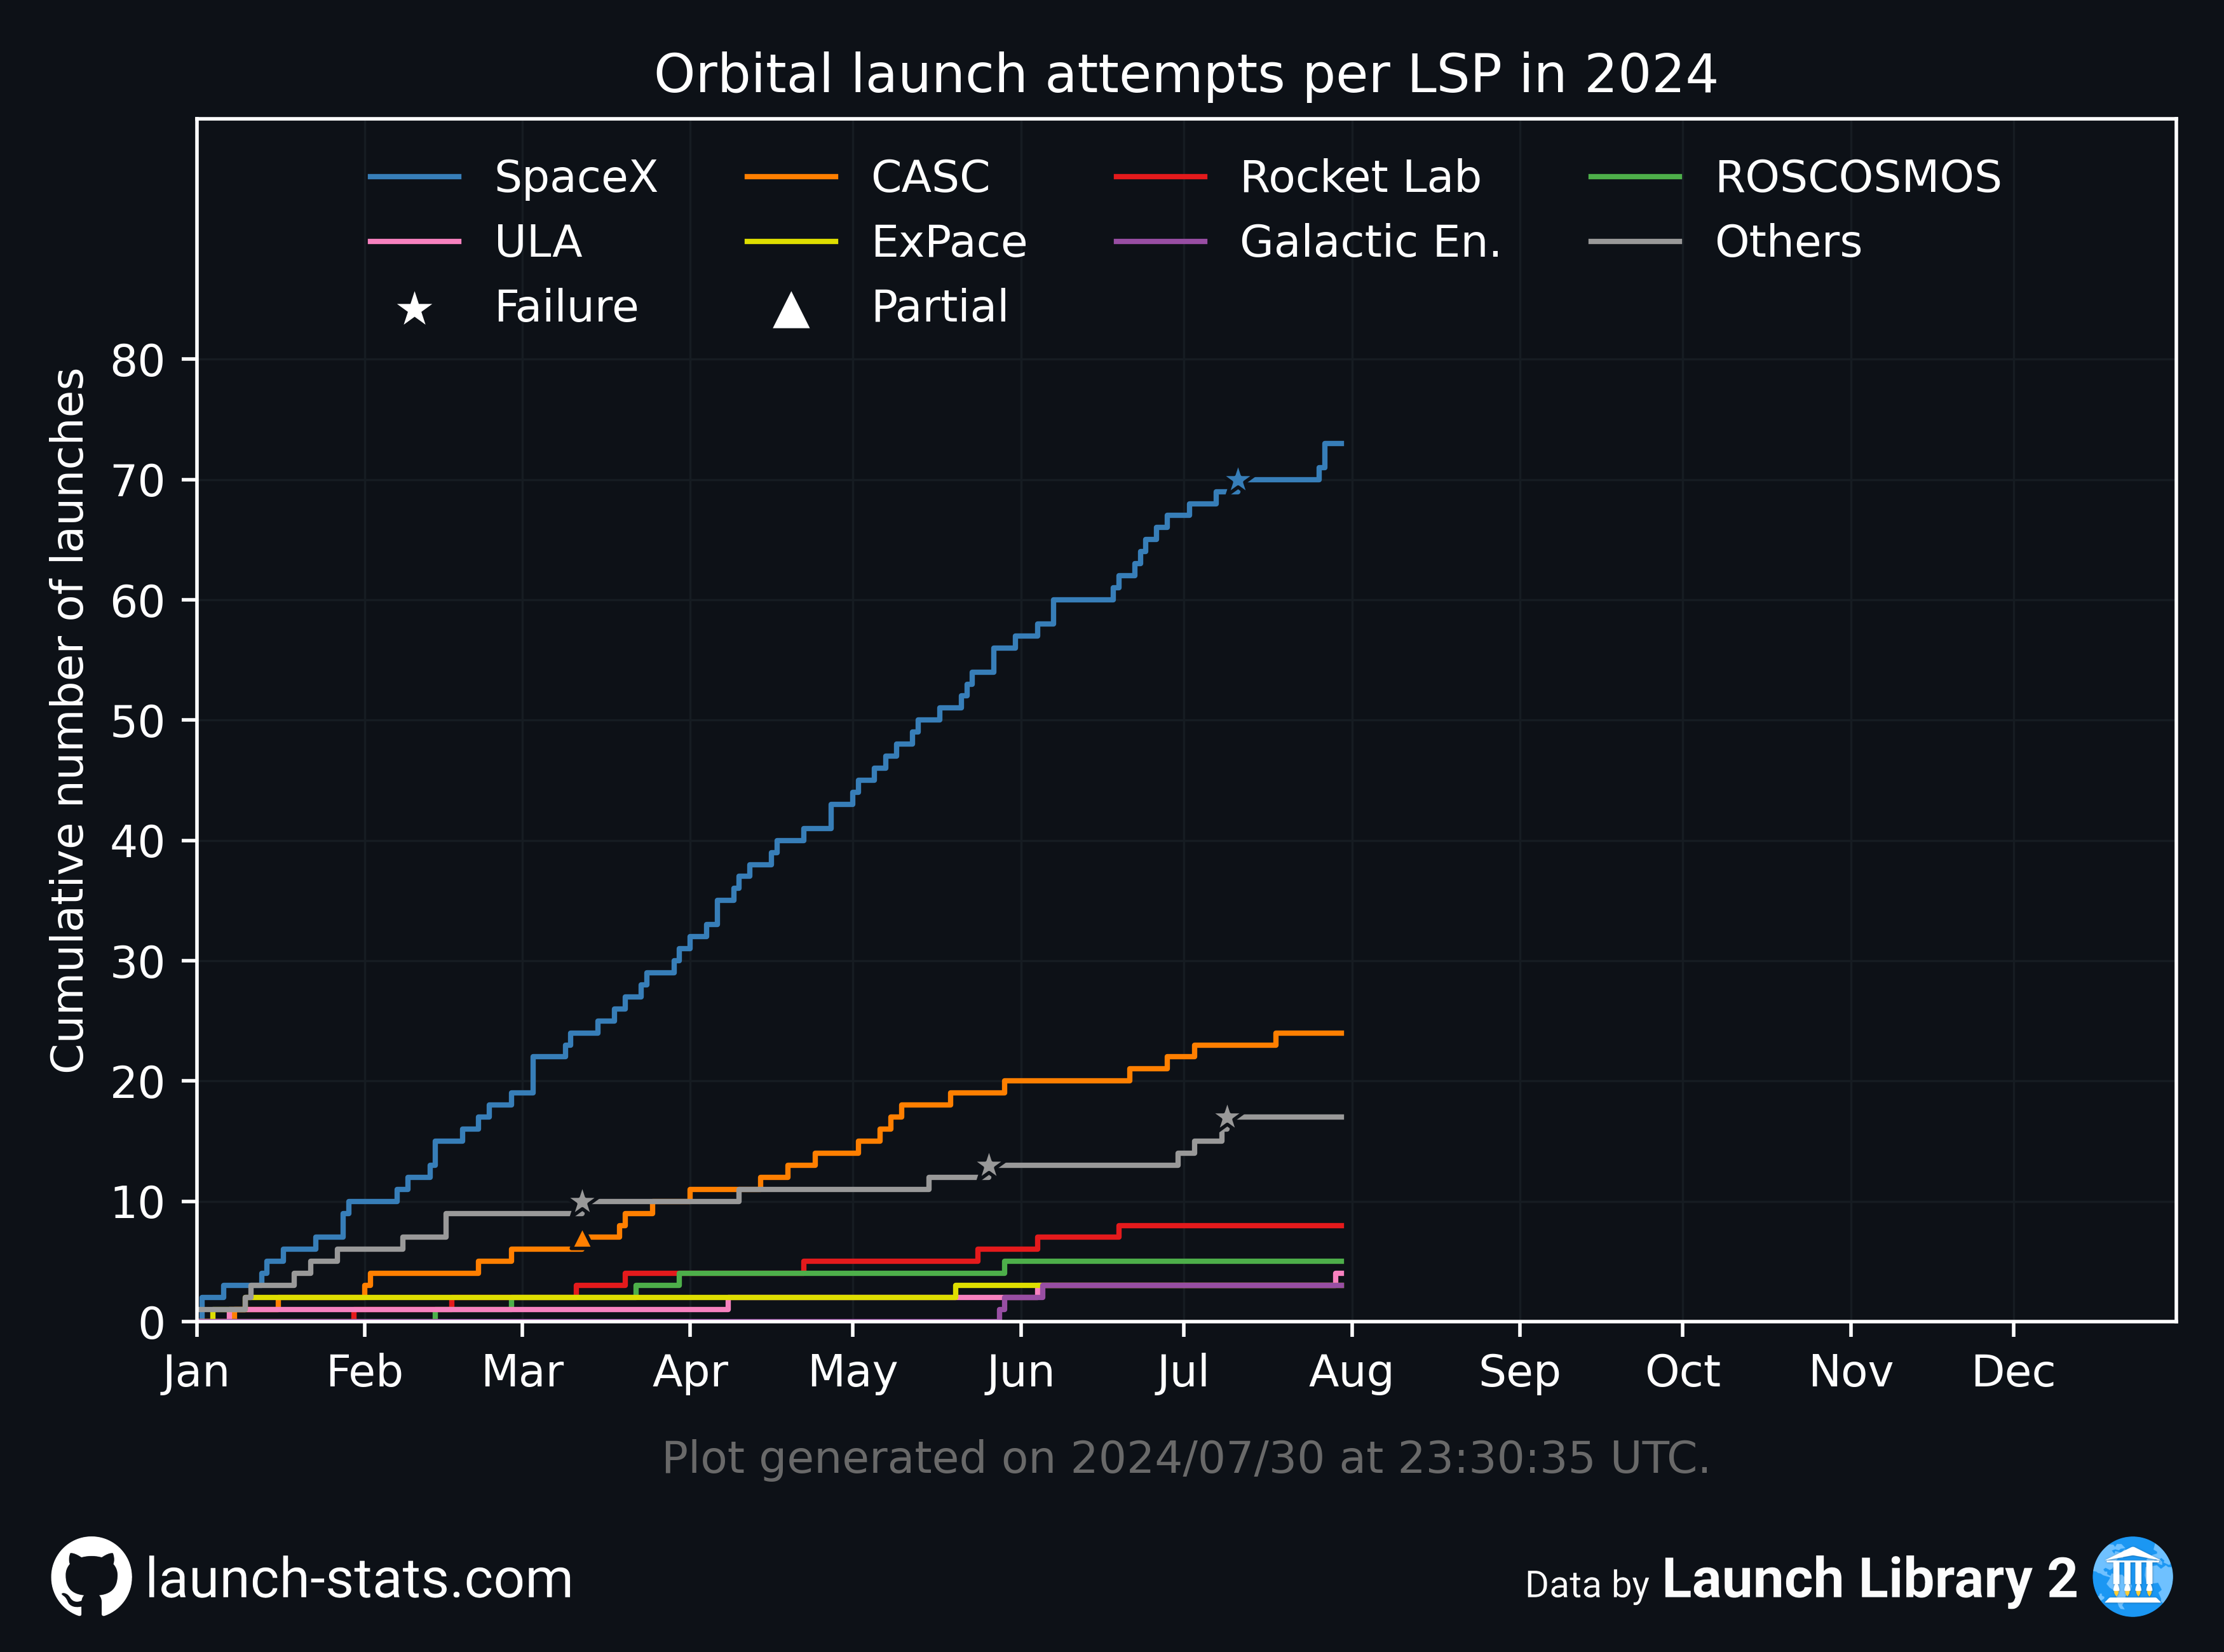 Orbital launch attempts per LSP in 2024
SpaceX CASC Rocket Lab ROSCOSMOS
ULA ExPace Galactic En. Others
Failure Partial
Cumulative number of launches
80
70
60
50
40
30
20
10
0
Jan Feb Mar Apr May Jun Jul Aug Sep Oct Nov Dec
Plot generated on 2024/07/30 at 23:30:35 UTC.
launch-stats.com
Data by Launch Library 2